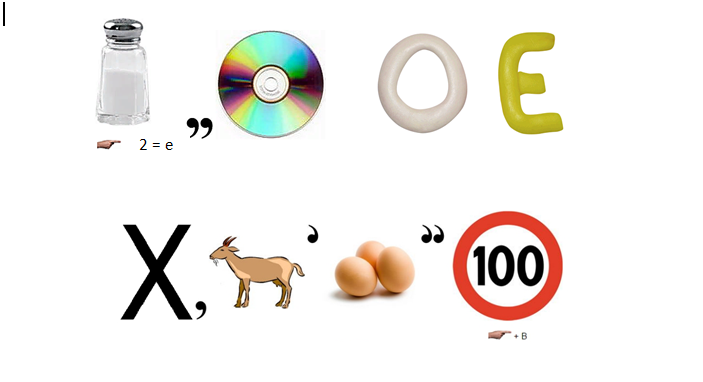 O E
2 = e ,,
X, ‘ ,, 100
+ B